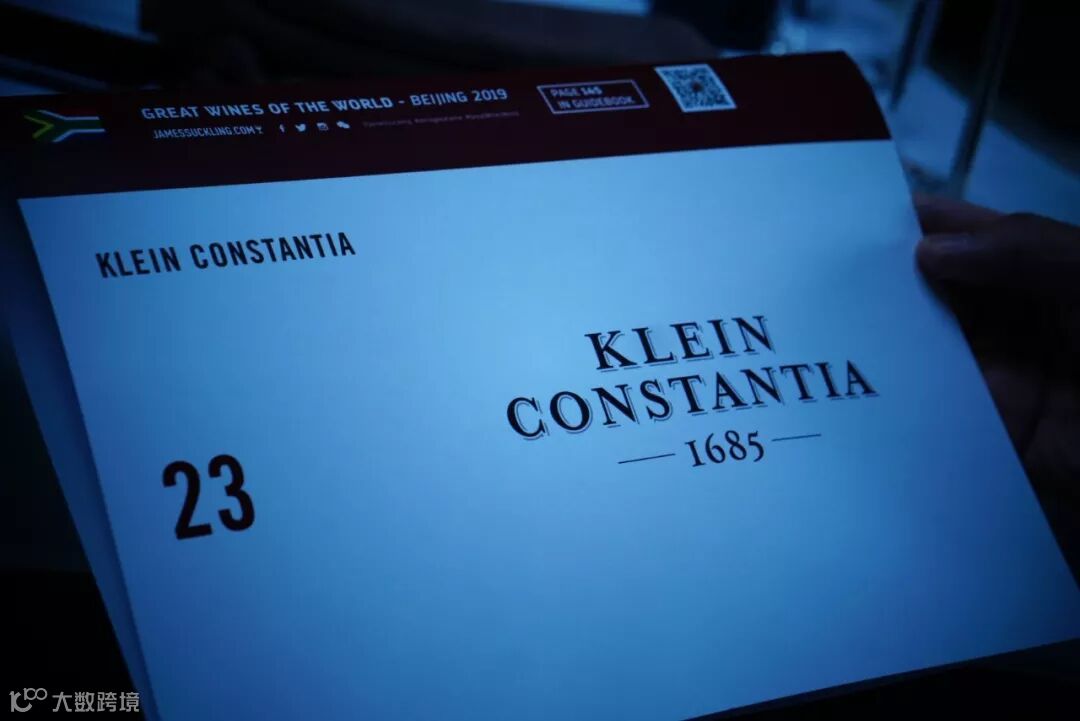 GREAT WINES OF THE WORLD - BEIJING 2019
JAMESSUCKLING.COM
PAGE 145
IN GUIDEBOOK
KLEIN CONSTANTIA
KLEIN
CONSTANTIA
1685
23
大数跨境